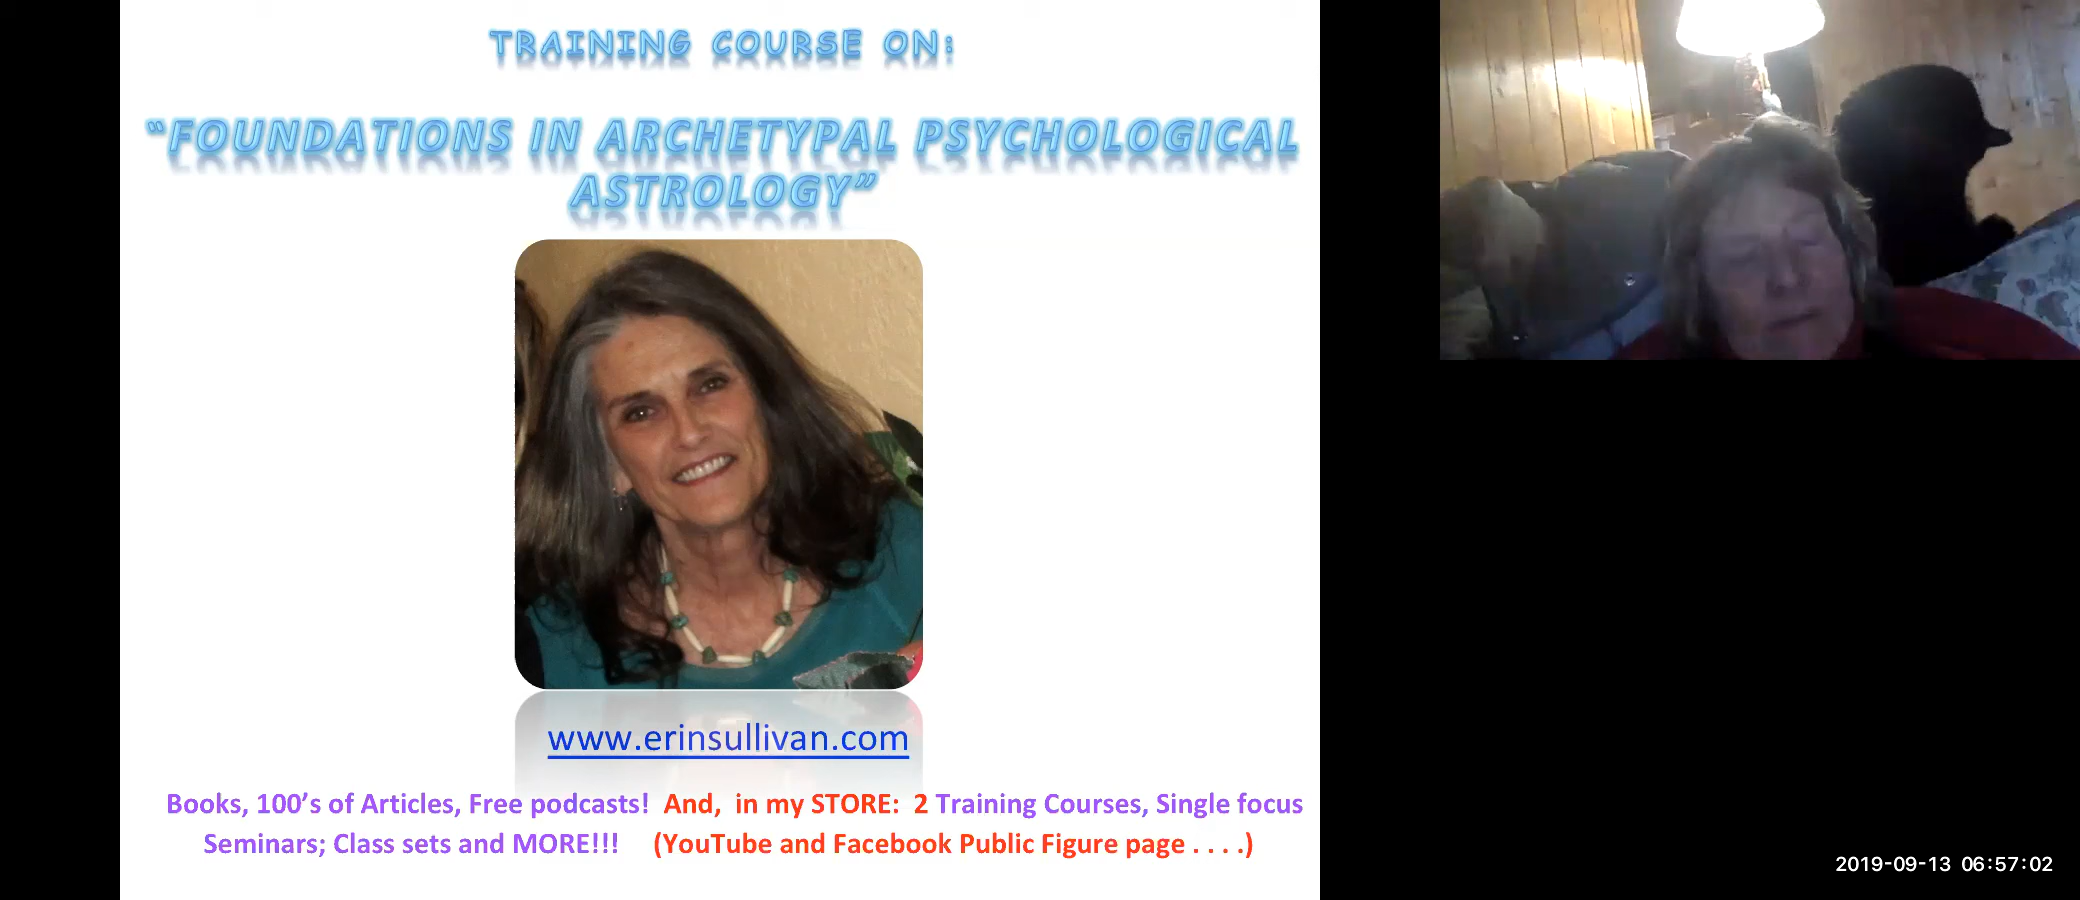 TRAINING COURSE ON:
“FOUNDATIONS IN ARCHETYPAL PSYCHOLOGICAL
ASTROLOGY”
www.erinsullivan.com
Books, 100’s of Articles, Free podcasts! And, in my STORE: 2 Training Courses, Single focus
Seminars; Class sets and MORE!!! (YouTube and Facebook Public Figure page . . . .)
2019-09-13 06:57:02